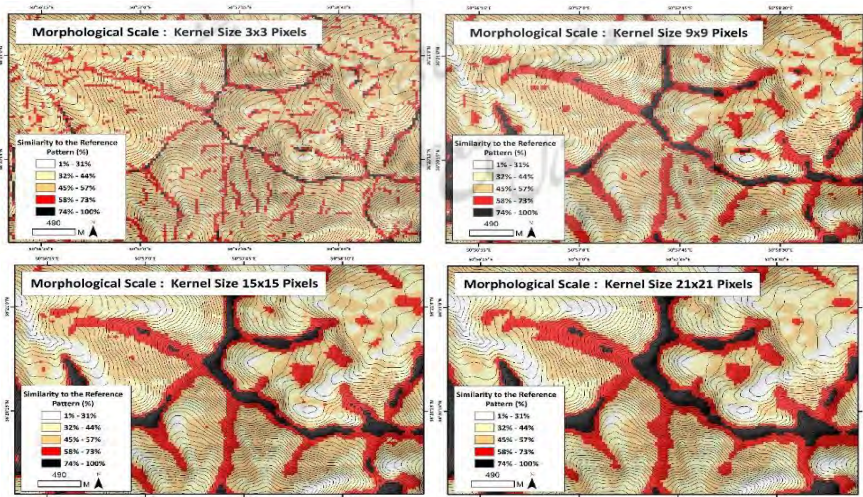 Morphological Scale : Kernel Size 3x3 Pixels
Similarity to the Reference
Pattern (%)
1% - 31%
32% - 44%
45% - 57%
58% - 73%
74% - 100%
490
M
N
Morphological Scale : Kernel Size 9x9 Pixels
Similarity to the Reference
Pattern (%)
1% - 31%
32% - 44%
45% - 57%
58% - 73%
74% - 100%
490
M
N
Morphological Scale : Kernel Size 15x15 Pixels
Similarity to the Reference
Pattern (%)
1% - 31%
32% - 44%
45% - 57%
58% - 73%
74% - 100%
490
M
N
Morphological Scale : Kernel Size 21x21 Pixels
Similarity to the Reference
Pattern (%)
1% - 31%
32% - 44%
45% - 57%
58% - 73%
74% - 100%
490
M
N